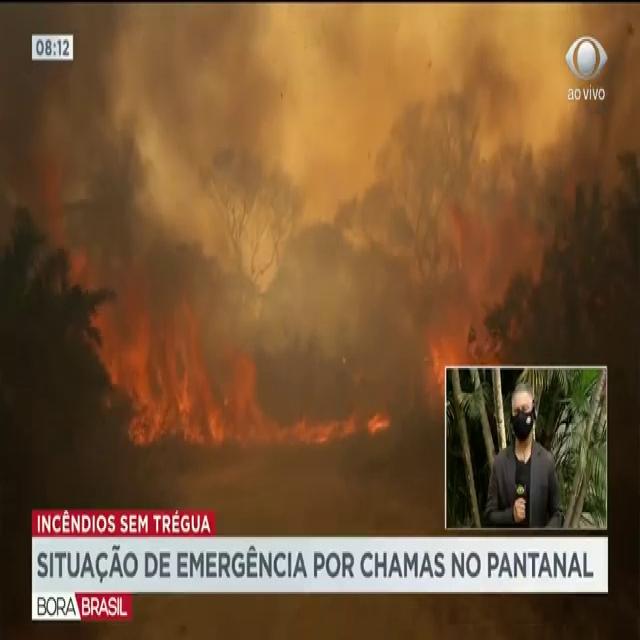 08:12
ao vivo
INCÊNDIOS SEM TRÉGUA
SITUAÇÃO DE EMERGÊNCIA POR CHAMAS NO PANTANAL
BORA BRASIL